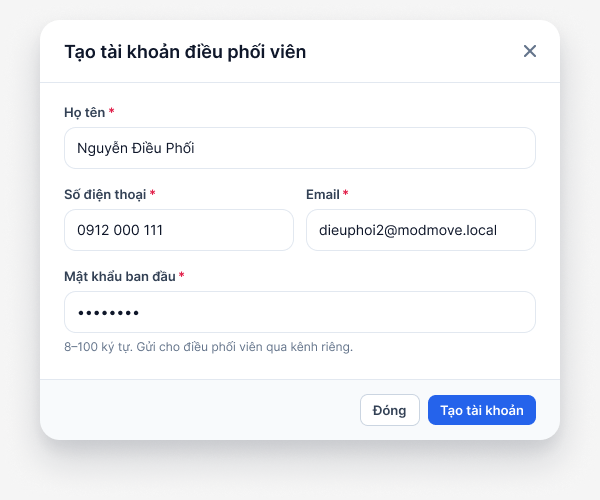 Tạo tài khoản điều phối viên
Họ tên *
Nguyễn Điều Phối
Số điện thoại *
Email *
0912 000 111
dieuphoi2@modmove.local
Mật khẩu ban đầu *
••••••••
8–100 ký tự. Gửi cho điều phối viên qua kênh riêng.
Đóng
Tạo tài khoản